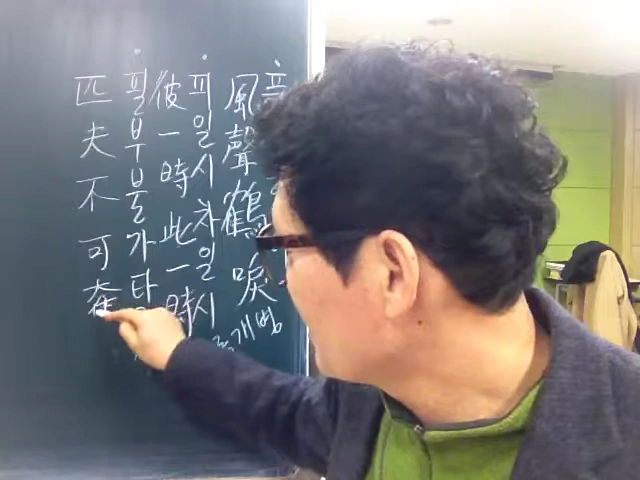 風聲鶴唳
피일시차일시
彼一時此一時
필부불가
匹夫不可